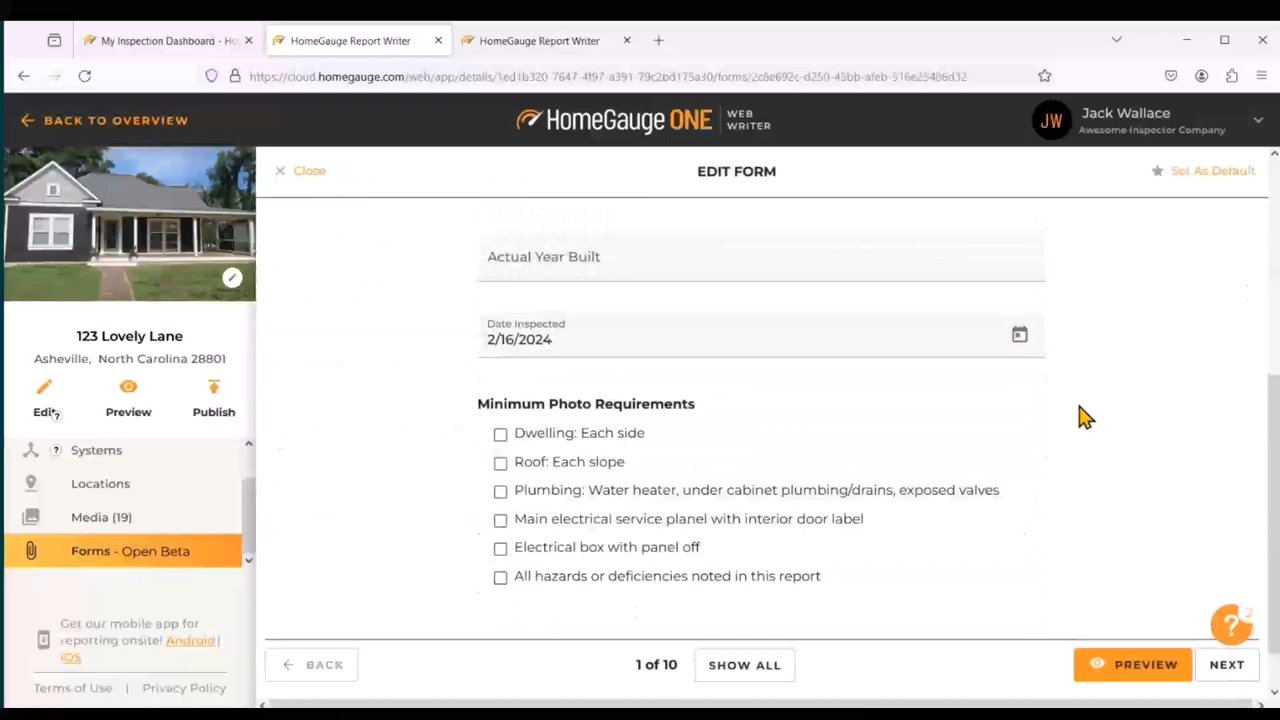 My Inspection Dashboard - Ho
HomeGauge Report Writer
HomeGauge Report Writer
https://cloud.homegauge.com/web/app/details/1ed1b320-7647-4f97-a391-79c2bd175a30/forms/
BACK TO OVERVIEW
HomeGauge ONE
WEB
WRITER
JW
Jack Wallace
Awesome Inspector Company
Close
EDIT FORM
Set As Default
123 Lovely Lane
Asheville, North Carolina 28801
Edit
Preview
Publish
Systems
Locations
Media (19)
Forms - Open Beta
Get our mobile app for
reporting onsite! Android |
iOS
Terms of Use | Privacy Policy
Actual Year Built
Date Inspected
2/16/2024
Minimum Photo Requirements
Dwelling: Each side
Roof: Each slope
Plumbing: Water heater, under cabinet plumbing/drains, exposed valves
Main electrical service planel with interior door label
Electrical box with panel off
All hazards or deficiencies noted in this report
BACK
1 of 10
SHOW ALL
PREVIEW
NEXT
?
2